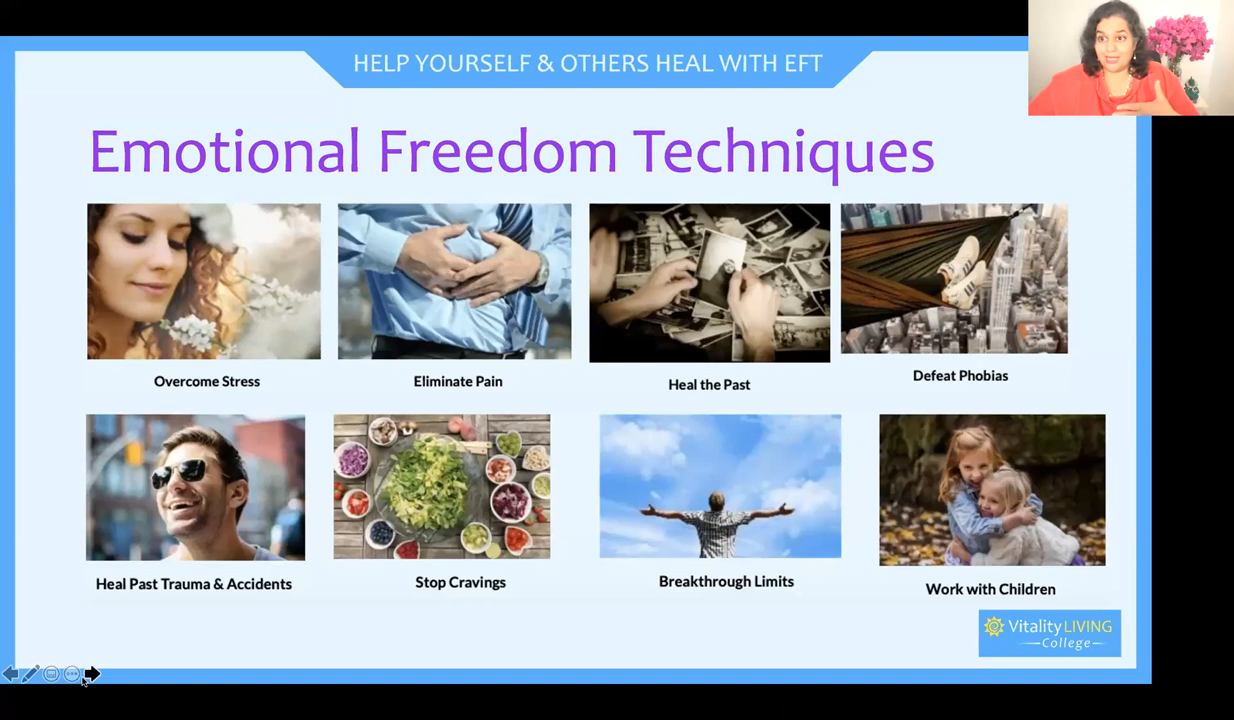 HELP YOURSELF & OTHERS HEAL WITH EFT
Emotional Freedom Techniques
Overcome Stress
Eliminate Pain
Heal the Past
Defeat Phobias
Heal Past Trauma & Accidents
Stop Cravings
Breakthrough Limits
Work with Children
Vitality LIVING
College